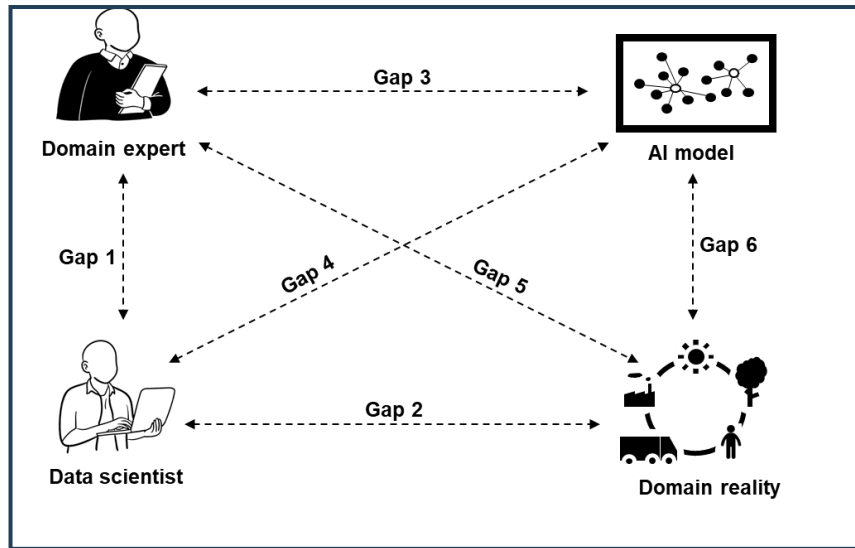 Gap 3
Domain expert
AI model
Gap 1
Gap 4
Gap 5
Gap 6
Gap 2
Data scientist
Domain reality